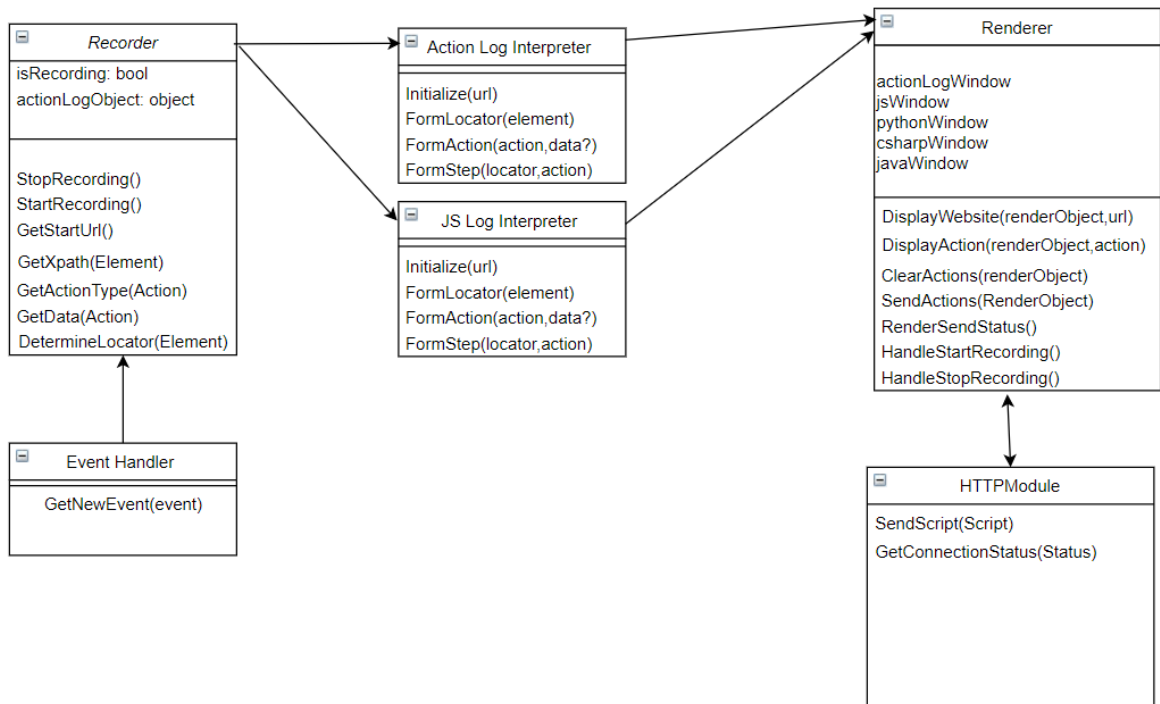 Recorder
isRecording: bool
actionLogObject: object
StopRecording()
StartRecording()
GetStartUrl()
GetXpath(Element)
GetActionType(Action)
GetData(Action)
DetermineLocator(Element)
Event Handler
GetNewEvent(event)
Action Log Interpreter
Initialize(url)
FormLocator(element)
FormAction(action,data?)
FormStep(locator,action)
JS Log Interpreter
Initialize(url)
FormLocator(element)
FormAction(action,data?)
FormStep(locator,action)
Renderer
actionLogWindow
jsWindow
pythonWindow
csharpWindow
javaWindow
DisplayWebsite(renderObject,url)
DisplayAction(renderObject,action)
ClearActions(renderObject)
SendActions(RenderObject)
RenderSendStatus()
HandleStartRecording()
HandleStopRecording()
HTTPModule
SendScript(Script)
GetConnectionStatus(Status)